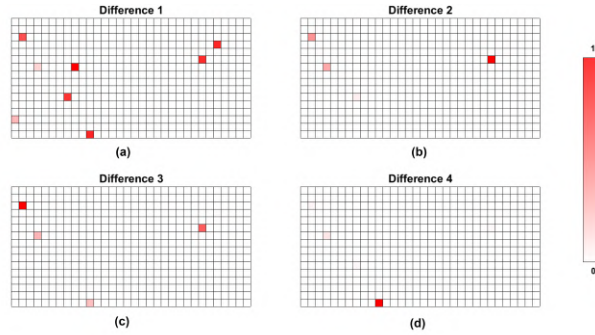 Difference 1
Difference 2
1
(a)
(b)
Difference 3
Difference 4
0
(c)
(d)